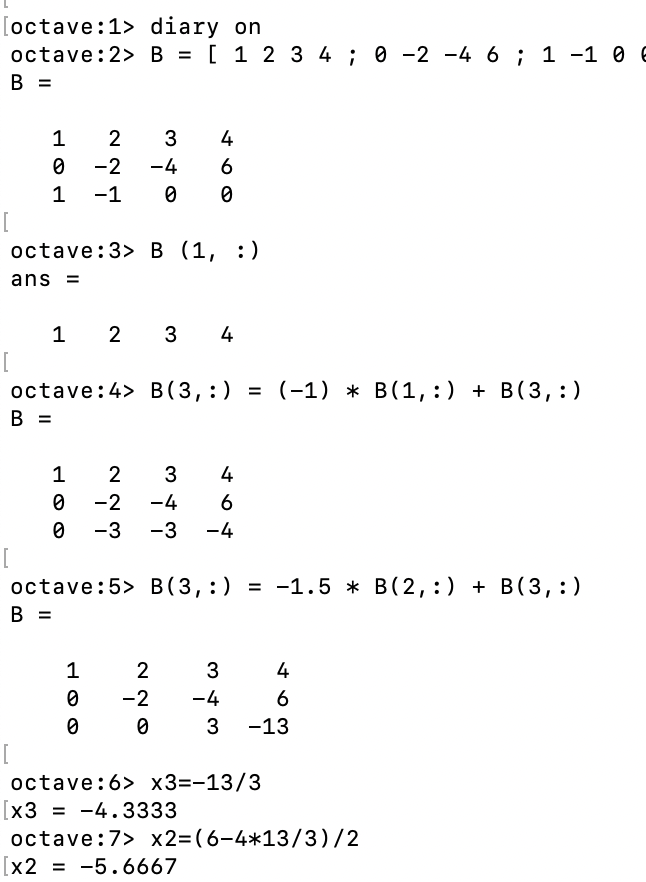 octave:1> diary on
octave:2> B = [ 1 2 3 4 ; 0 -2 -4 6 ; 1 -1 0 0
B =
1 2 3 4
0 -2 -4 6
1 -1 0 0
octave:3> B (1, :)
ans =
1 2 3 4
octave:4> B(3,:) = (-1) * B(1,:) + B(3,:)
B =
1 2 3 4
0 -2 -4 6
0 -3 -3 -4
octave:5> B(3,:) = -1.5 * B(2,:) + B(3,:)
B =
1 2 3 4
0 -2 -4 6
0 0 3 -13
octave:6> x3=-13/3
x3 = -4.3333
octave:7> x2=(6-4*13/3)/2
x2 = -5.6667